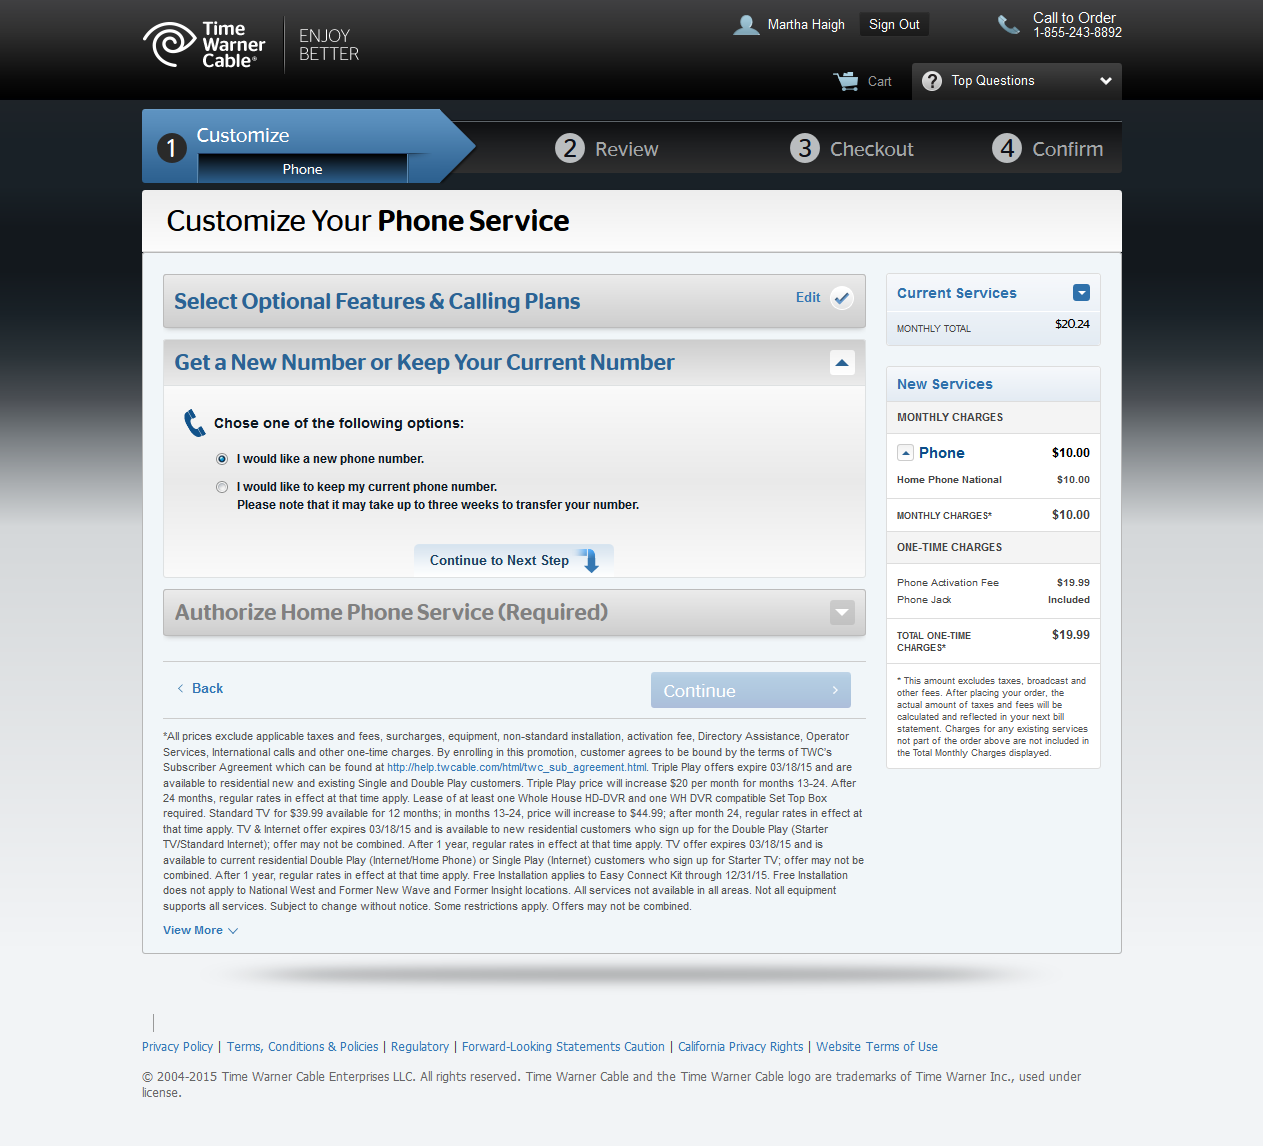 Time
Warner
Cable®
ENJOY
BETTER
Martha Haigh
Sign Out
Call to Order
1-855-243-8892
Cart
? Top Questions
1 Customize
Phone
2 Review
3 Checkout
4 Confirm
Customize Your Phone Service
Select Optional Features & Calling Plans
Edit
Get a New Number or Keep Your Current Number
Chose one of the following options:
I would like a new phone number.
I would like to keep my current phone number.
Please note that it may take up to three weeks to transfer your number.
Continue to Next Step
Authorize Home Phone Service (Required)
Back
Continue
*All prices exclude applicable taxes and fees, surcharges, equipment, non-standard installation, activation fee, Directory Assistance, Operator
Services, International calls and other one-time charges. By enrolling in this promotion, customer agrees to be bound by the terms of TWC's
Subscriber Agreement which can be found at http://help.twcable.com/html/twc_sub_agreement.html. Triple Play offers expire 03/18/15 and are
available to residential new and existing Single and Double Play customers. Triple Play price will increase $20 per month for months 13-24. After
24 months, regular rates in effect at that time apply. Lease of at least one Whole House HD-DVR and one WH DVR compatible Set Top Box
required. Standard TV for $39.99 available for 12 months; in months 13-24, price will increase to $44.99; after month 24, regular rates in effect at
that time apply. TV & Internet offer expires 03/18/15 and is available to new residential customers who sign up for the Double Play (Starter
TV/Standard Internet); offer may not be combined. After 1 year, regular rates in effect at that time apply. TV offer expires 03/18/15 and is
available to current residential Double Play (Internet/Home Phone) or Single Play (Internet) customers who sign up for Starter TV; offer may not be
combined. After 1 year, regular rates in effect at that time apply. Free Installation applies to Easy Connect Kit through 12/31/15. Free Installation
does not apply to National West and Former New Wave and Former Insight locations. All services not available in all areas. Not all equipment
supports all services. Subject to change without notice. Some restrictions apply. Offers may not be combined.
View More
Current Services
MONTHLY TOTAL $20.24
New Services
MONTHLY CHARGES
Phone $10.00
Home Phone National $10.00
MONTHLY CHARGES* $10.00
ONE-TIME CHARGES
Phone Activation Fee $19.99
Phone Jack Included
TOTAL ONE-TIME $19.99
CHARGES*
* This amount excludes taxes, broadcast and
other fees. After placing your order, the
actual amount of taxes and fees will be
calculated and reflected in your next bill
statement. Charges for any existing services
not part of the order above are not included in
the Total Monthly Charges displayed.
Privacy Policy | Terms, Conditions & Policies | Regulatory | Forward-Looking Statements Caution | California Privacy Rights | Website Terms of Use
© 2004-2015 Time Warner Cable Enterprises LLC. All rights reserved. Time Warner Cable and the Time Warner Cable logo are trademarks of Time Warner Inc., used under
license.